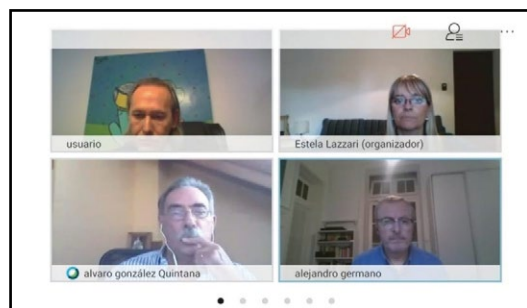 usuario
Estela Lazzari (organizador)
alvaro gonzález Quintana
alejandro germano